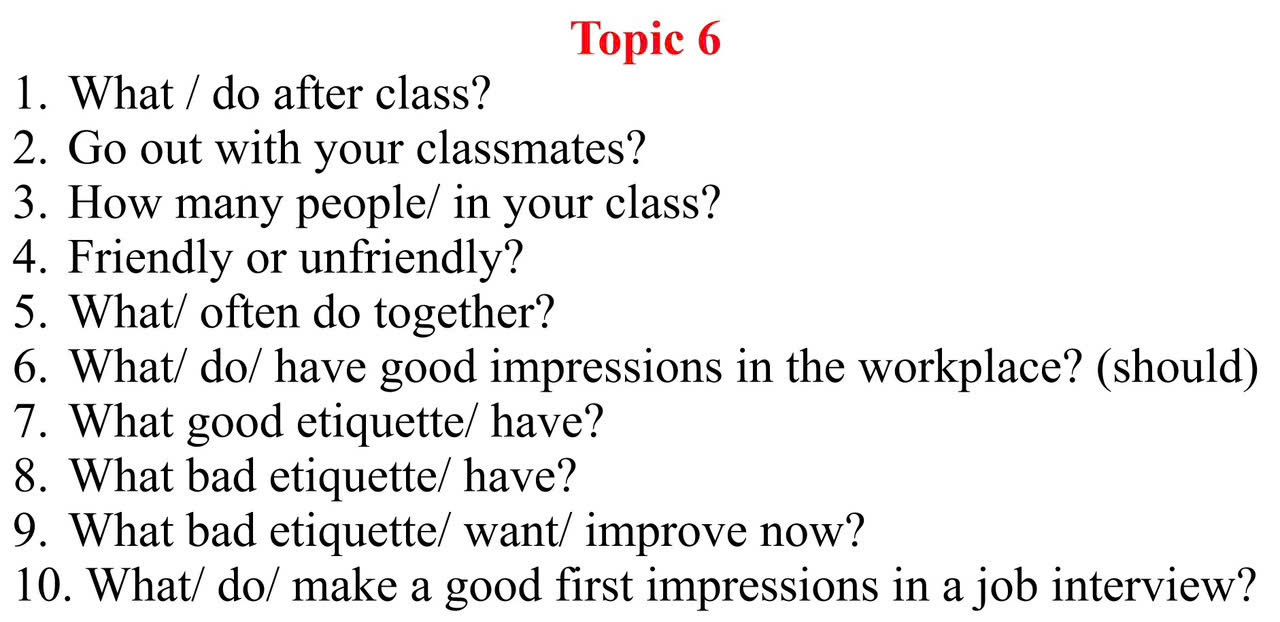 Topic 6
1. What / do after class?
2. Go out with your classmates?
3. How many people/ in your class?
4. Friendly or unfriendly?
5. What/ often do together?
6. What/ do/ have good impressions in the workplace? (should)
7. What good etiquette/ have?
8. What bad etiquette/ have?
9. What bad etiquette/ want/ improve now?
10. What/ do/ make a good first impressions in a job interview?